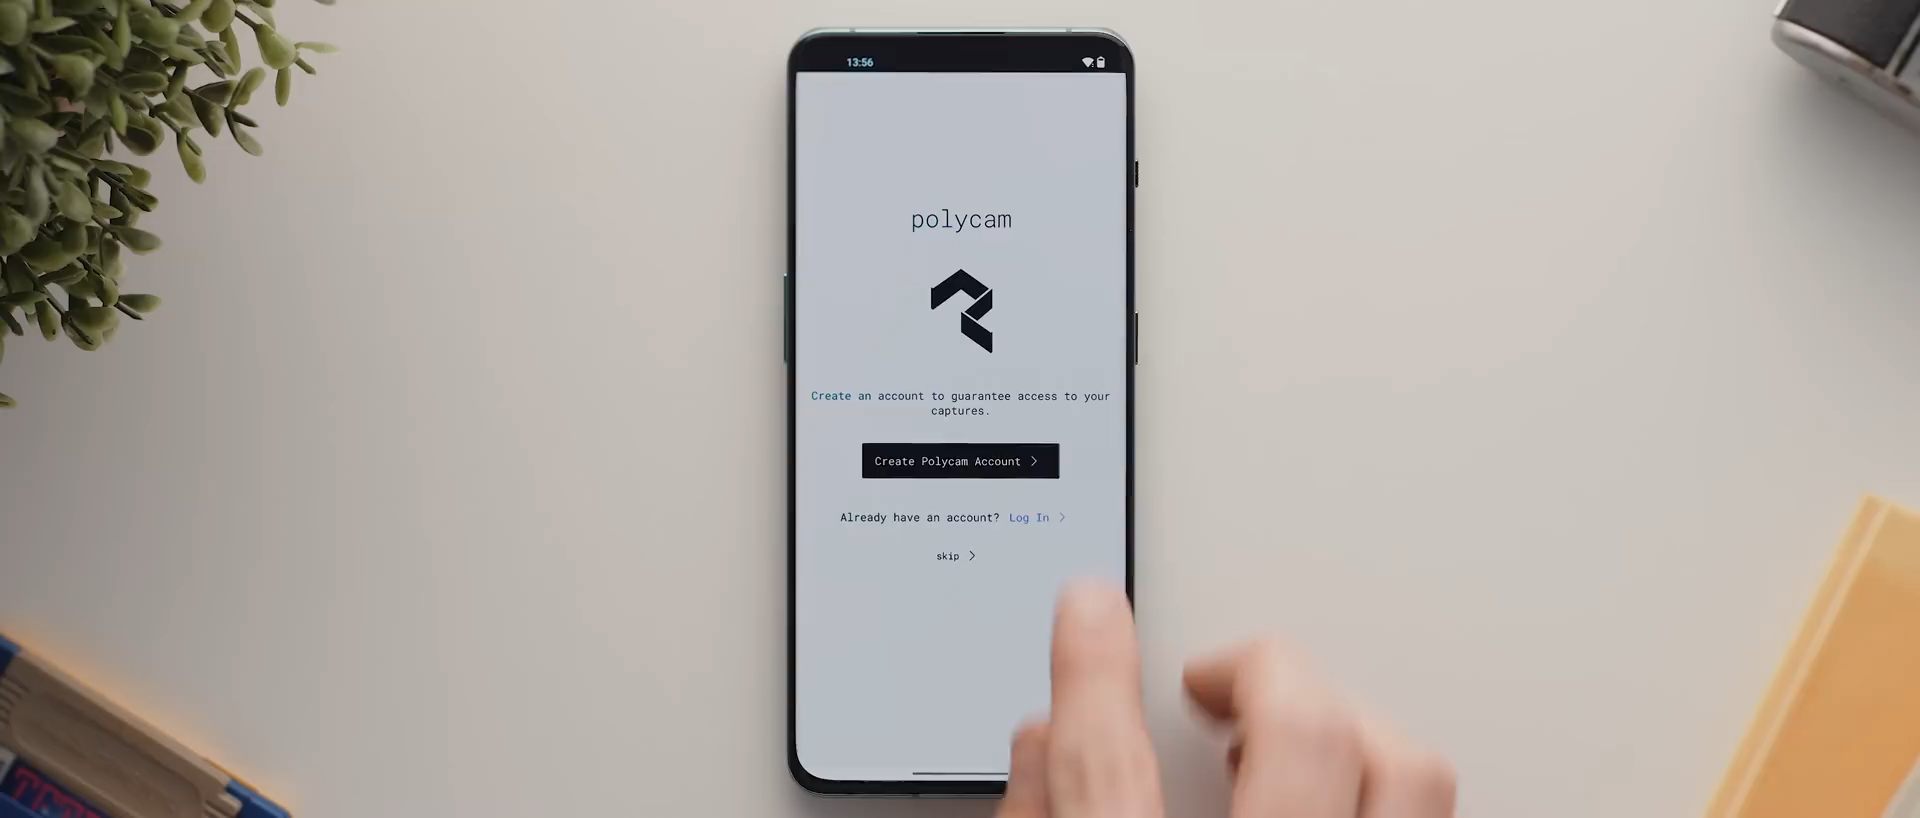 13:56
polycam
Create an account to guarantee access to your
captures.
Create Polycam Account >
Already have an account? Log In >
skip >